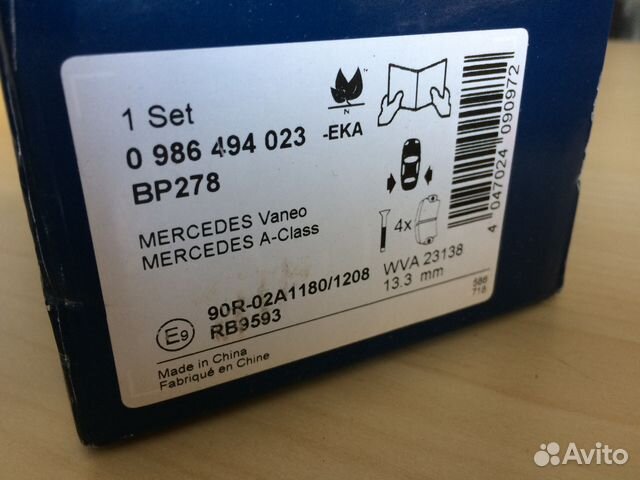 1 Set
0 986 494 023 -EKA
BP278
MERCEDES Vaneo
MERCEDES A-Class
N
4x
WVA 23138
13.3 mm
E9
90R-02A1180/1208
RB9593
Made in China
Fabriqué en Chine
586
718
4 047024 090972
Avito